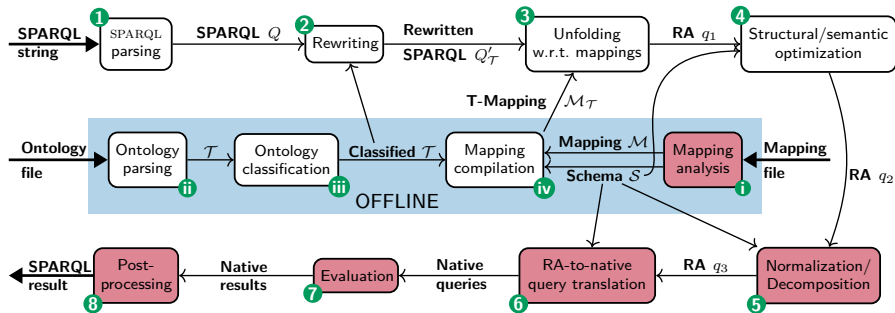 1
SPARQL
string
SPARQL
parsing
SPARQL Q
2
Rewriting
Rewritten
SPARQL Q′𝒯
3
Unfolding
w.r.t. mappings
RA q1
4
Structural/semantic
optimization
T-Mapping ℳ𝒯
Ontology
file
Ontology
parsing
ii
𝒯
Ontology
classification
iii
Classified 𝒯
Mapping
compilation
iv
Mapping ℳ
Schema 𝒮
Mapping
analysis
i
Mapping
file
OFFLINE
RA q2
SPARQL
result
Post-
processing
8
Native
results
Evaluation
7
Native
queries
RA-to-native
query translation
6
RA q3
Normalization/
Decomposition
5